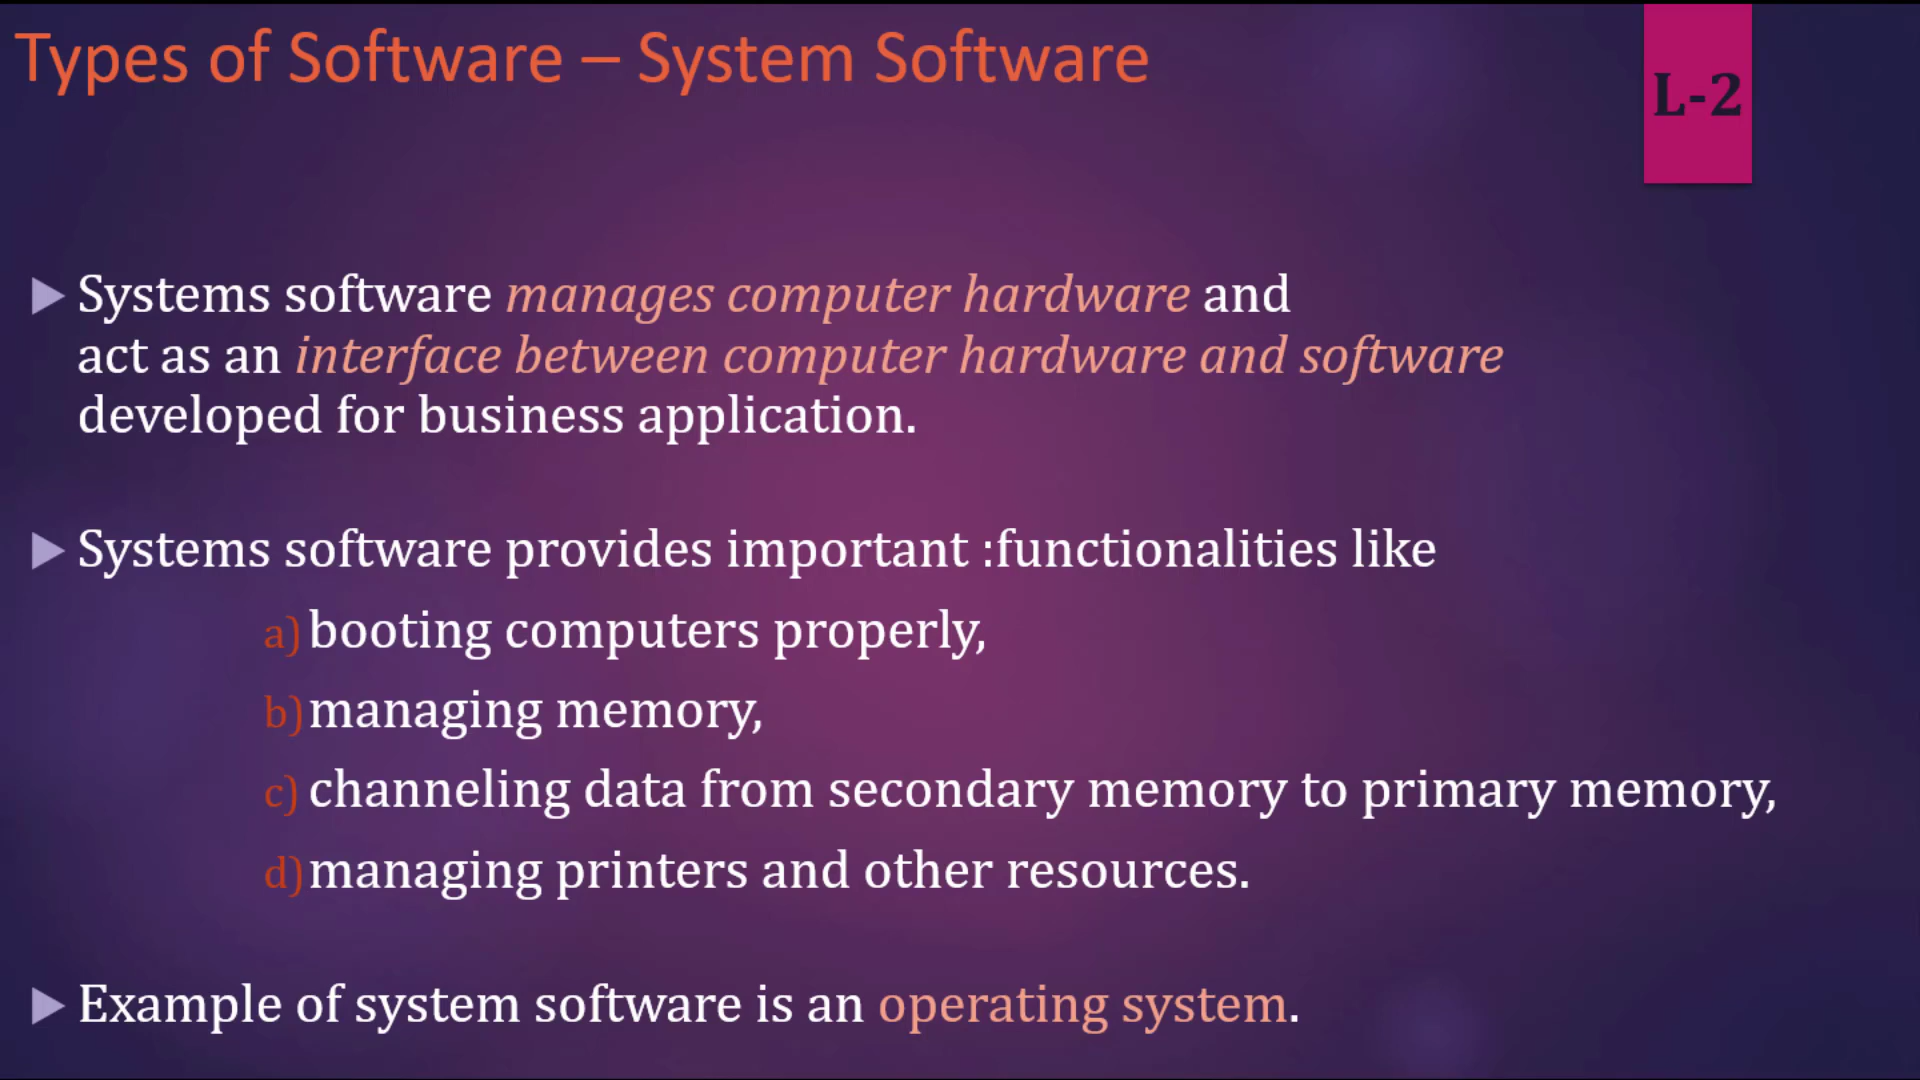 Types of Software – System Software
L-2
Systems software manages computer hardware and
act as an interface between computer hardware and software
developed for business application.
Systems software provides important :functionalities like
a) booting computers properly,
b) managing memory,
c) channeling data from secondary memory to primary memory,
d) managing printers and other resources.
Example of system software is an operating system.